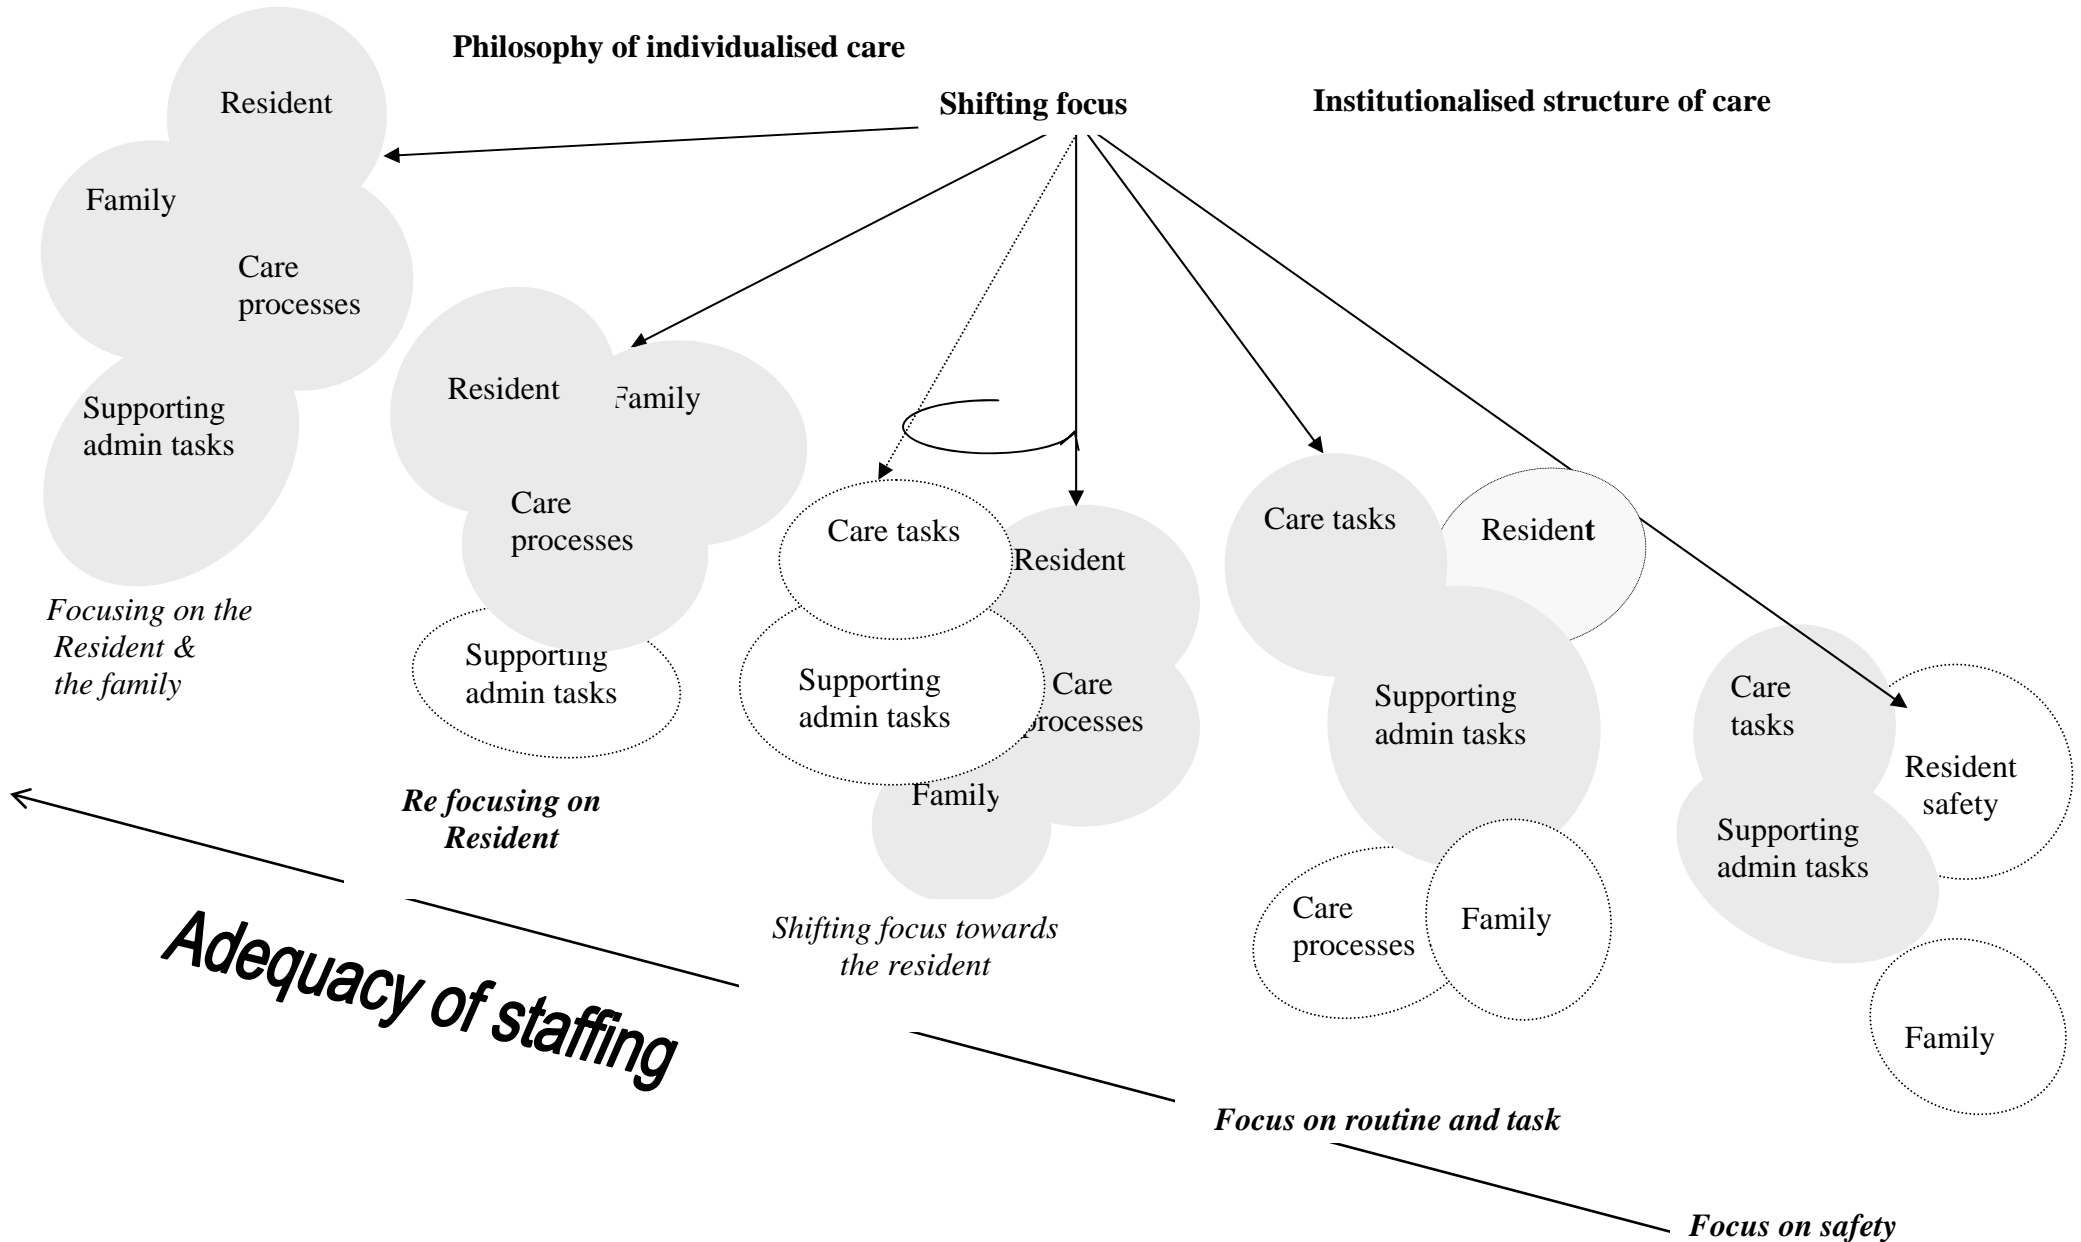 Philosophy of individualised care
Shifting focus
Institutionalised structure of care
Resident
Family
Care
processes
Supporting
admin tasks
Focusing on the
Resident &
the family
Resident
Family
Care
processes
Supporting
admin tasks
Re focusing on
Resident
Care tasks
Resident
Supporting
admin tasks
Care
processes
Family
Shifting focus towards
the resident
Care tasks
Resident
Supporting
admin tasks
Care
processes
Family
Focus on routine and task
Care
tasks
Resident
safety
Supporting
admin tasks
Family
Focus on safety
Adequacy of staffing